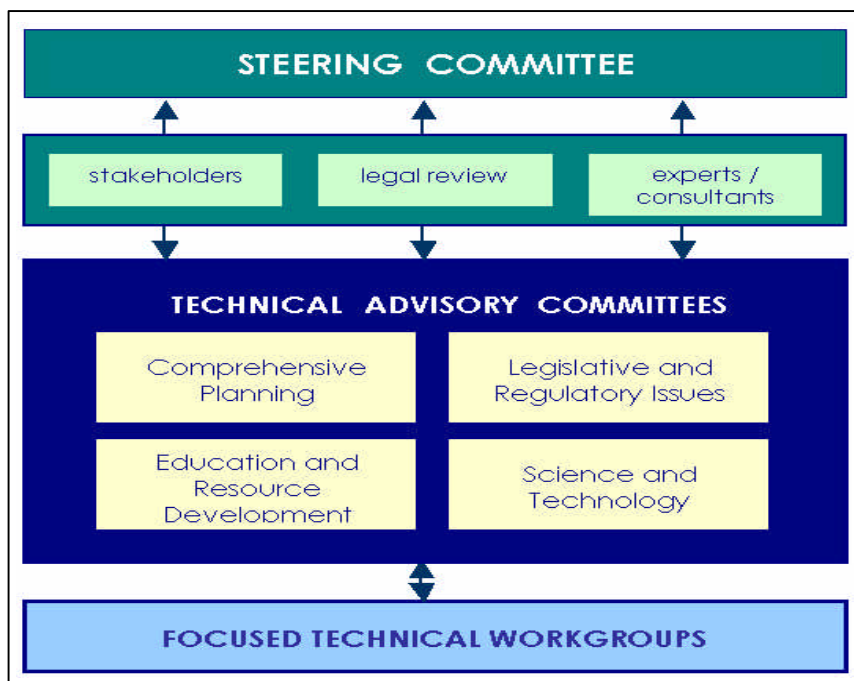 STEERING COMMITTEE
stakeholders
legal review
experts /
consultants
TECHNICAL ADVISORY COMMITTEES
Comprehensive
Planning
Legislative and
Regulatory Issues
Education and
Resource
Development
Science and
Technology
FOCUSED TECHNICAL WORKGROUPS